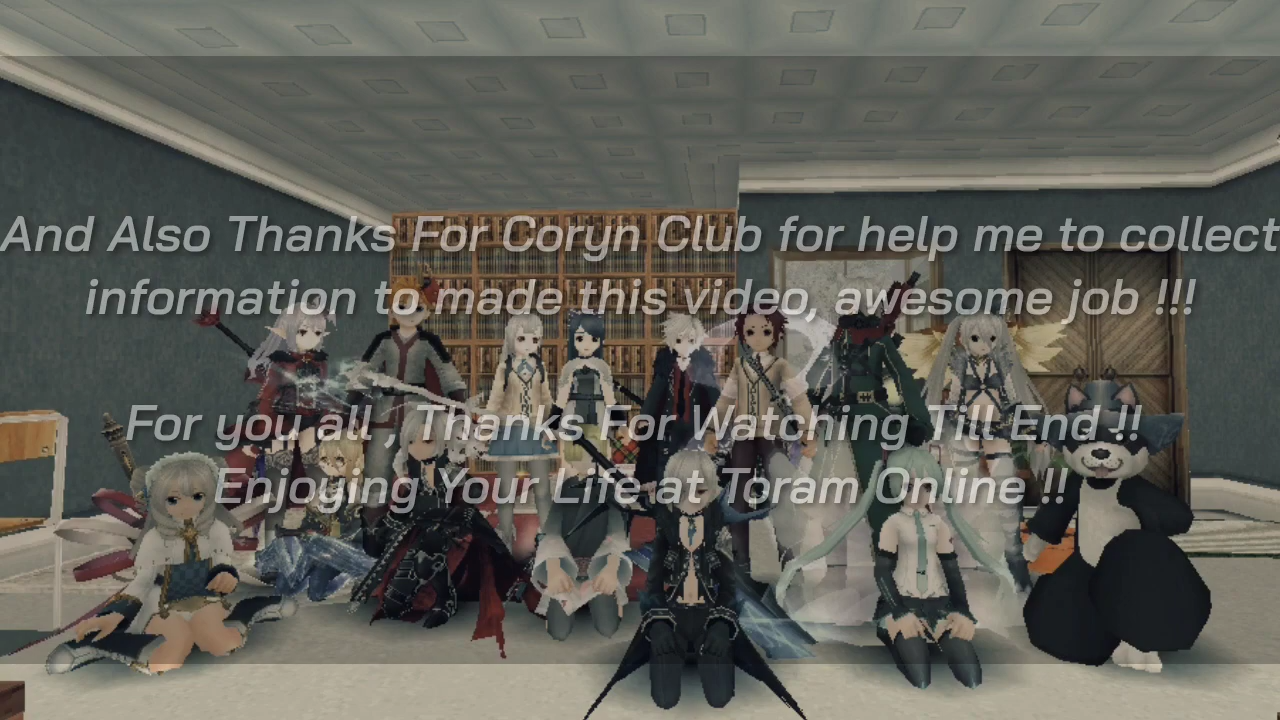 And Also Thanks For Coryn Club for help me to collect
information to made this video, awesome job !!!
For you all , Thanks For Watching Till End !!
Enjoying Your Life at Toram Online !!